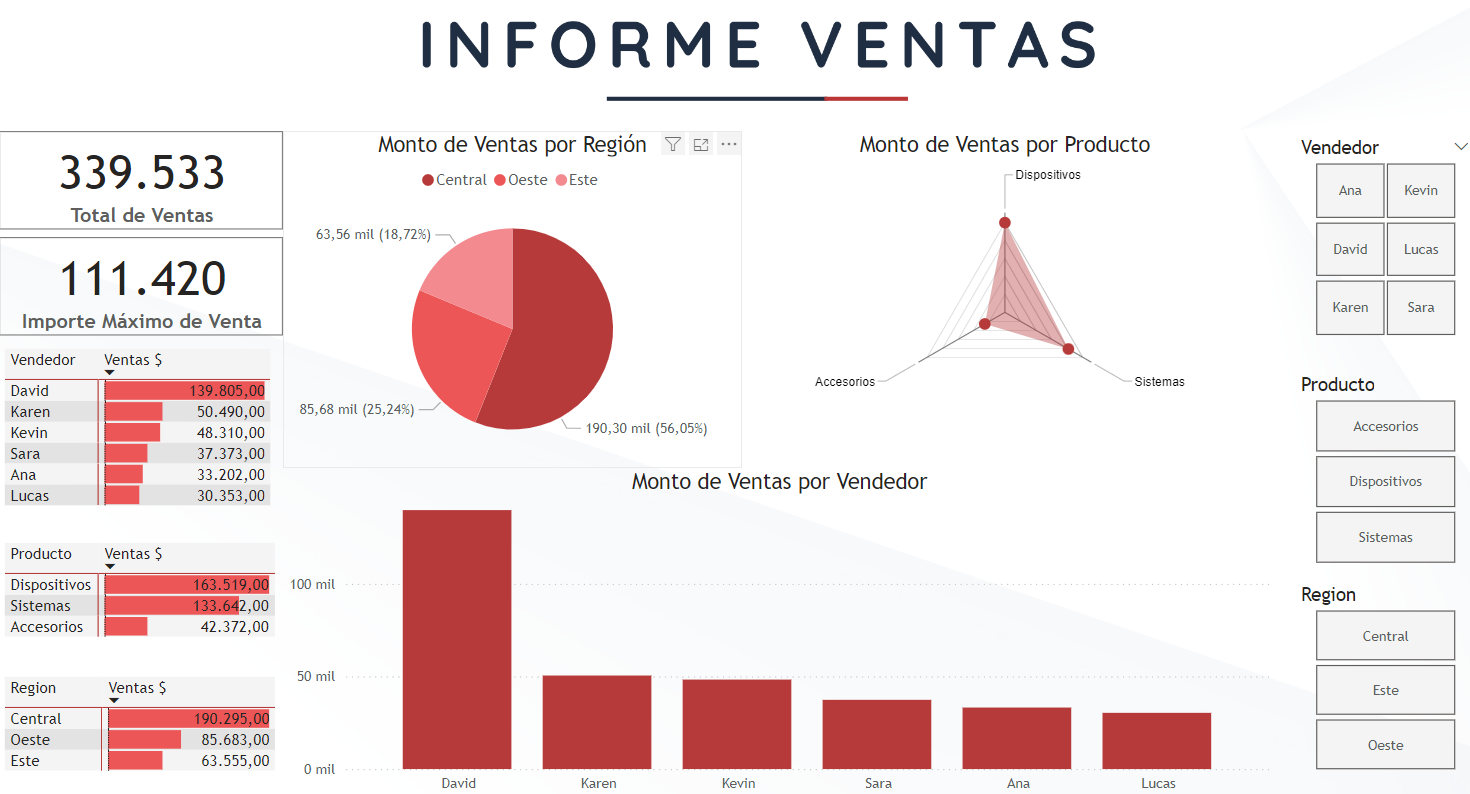 INFORME VENTAS
339.533
Total de Ventas
111.420
Importe Máximo de Venta
Vendedor Ventas $
David 139.805,00
Karen 50.490,00
Kevin 48.310,00
Sara 37.373,00
Ana 33.202,00
Lucas 30.353,00
Producto Ventas $
Dispositivos 163.519,00
Sistemas 133.642,00
Accesorios 42.372,00
Region Ventas $
Central 190.295,00
Oeste 85.683,00
Este 63.555,00
Monto de Ventas por Región
Central Oeste Este
63,56 mil (18,72%)
85,68 mil (25,24%)
190,30 mil (56,05%)
Monto de Ventas por Producto
Dispositivos
Accesorios
Sistemas
Monto de Ventas por Vendedor
100 mil
50 mil
0 mil
David Karen Kevin Sara Ana Lucas
Vendedor
Ana Kevin
David Lucas
Karen Sara
Producto
Accesorios
Dispositivos
Sistemas
Region
Central
Este
Oeste